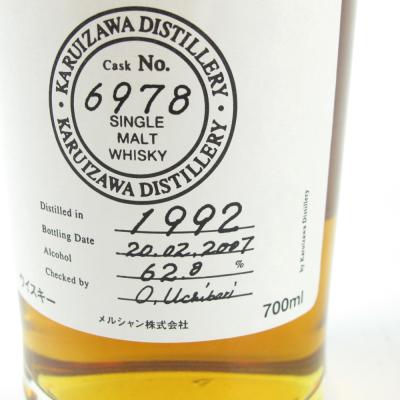 KARUIZAWA DISTILLERY
Cask No.
6978
SINGLE
MALT
WHISKY
KARUIZAWA DISTILLERY
Distilled in 1992
Bottling Date 20.02.2007
Alcohol 62.8 %
Checked by O. Uchibori
ウイスキー
700ml
メルシャン株式会社
by Karuizawa Distillery